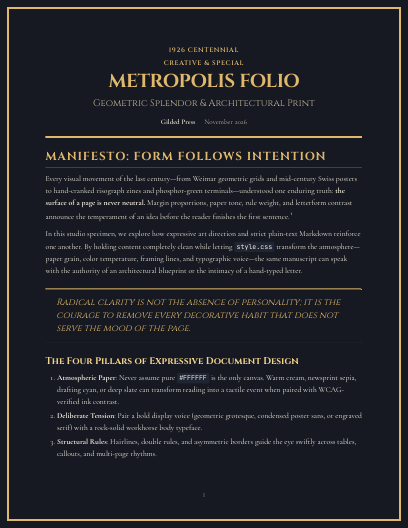 1926 CENTENNIAL
CREATIVE & SPECIAL
METROPOLIS FOLIO
GEOMETRIC SPLENDOR & ARCHITECTURAL PRINT
Gilded Press November 2026
MANIFESTO: FORM FOLLOWS INTENTION
Every visual movement of the last century—from Weimar geometric grids and mid-century Swiss posters
to hand-cranked risograph zines and phosphor-green terminals—understood one enduring truth: the
surface of a page is never neutral. Margin proportions, paper tone, rule weight, and letterform contrast
announce the temperament of an idea before the reader finishes the first sentence.¹
In this studio specimen, we explore how expressive art direction and strict plain-text Markdown reinforce
one another. By holding content completely clean while letting style.css transform the atmosphere—
paper grain, color temperature, framing lines, and typographic voice—the same manuscript can speak
with the authority of an architectural blueprint or the intimacy of a hand-typed letter.
RADICAL CLARITY IS NOT THE ABSENCE OF PERSONALITY; IT IS THE
COURAGE TO REMOVE EVERY DECORATIVE HABIT THAT DOES NOT
SERVE THE MOOD OF THE PAGE.
THE FOUR PILLARS OF EXPRESSIVE DOCUMENT DESIGN
1. Atmospheric Paper: Never assume pure #FFFFFF is the only canvas. Warm cream, newsprint sepia,
drafting cyan, or deep slate can transform reading into a tactile event when paired with WCAG-
verified ink contrast.
2. Deliberate Tension: Pair a bold display voice (geometric grotesque, condensed poster sans, or engraved
serif) with a rock-solid workhorse body typeface.
3. Structural Rules: Hairlines, double rules, and asymmetric borders guide the eye swiftly across tables,
callouts, and multi-page rhythms.
1